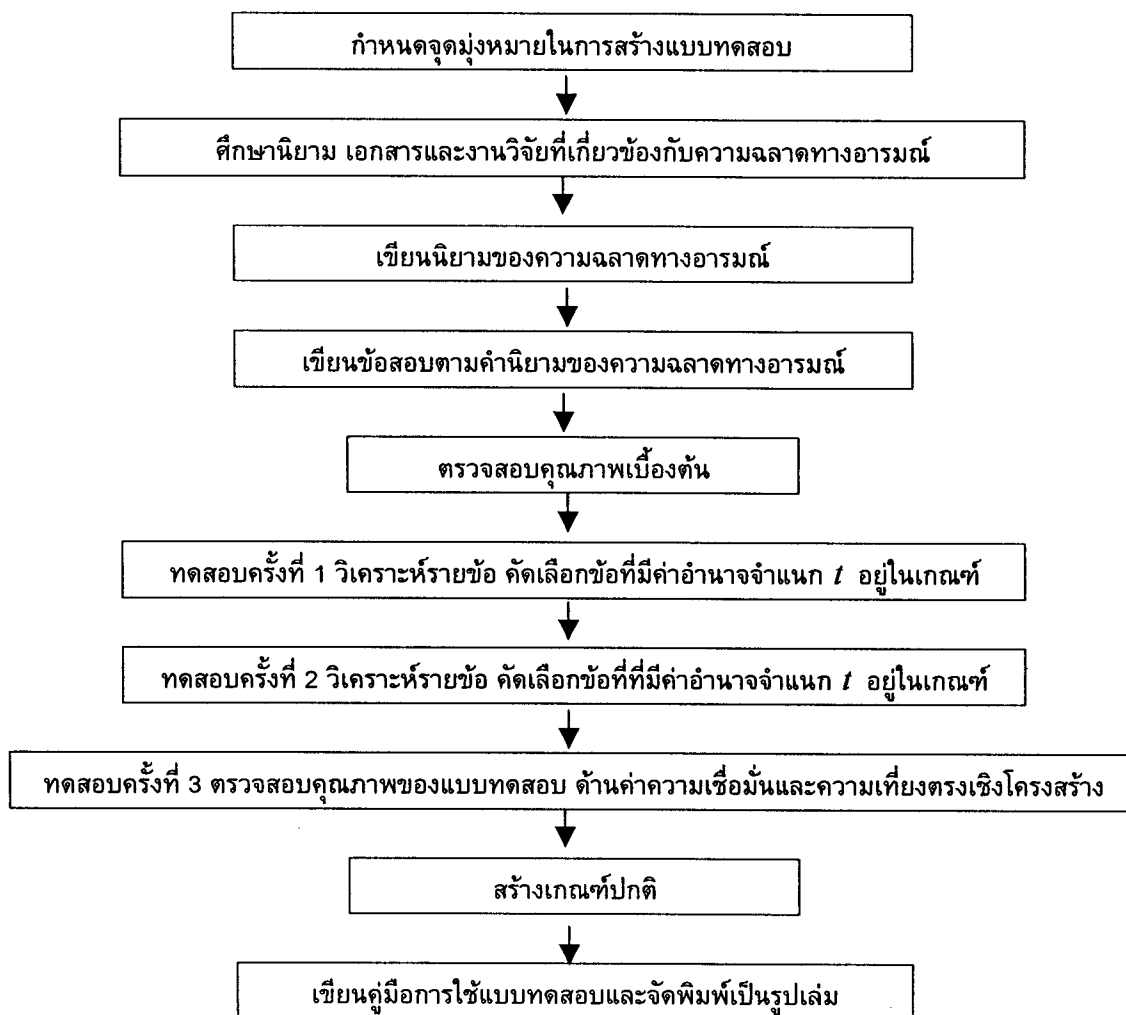 กำหนดจุดมุ่งหมายในการสร้างแบบทดสอบ
ศึกษานิยาม เอกสารและงานวิจัยที่เกี่ยวข้องกับความฉลาดทางอารมณ์
เขียนนิยามของความฉลาดทางอารมณ์
เขียนข้อสอบตามคำนิยามของความฉลาดทางอารมณ์
ตรวจสอบคุณภาพเบื้องต้น
ทดสอบครั้งที่ 1 วิเคราะห์รายข้อ คัดเลือกข้อที่มีค่าอำนาจจำแนก t อยู่ในเกณฑ์
ทดสอบครั้งที่ 2 วิเคราะห์รายข้อ คัดเลือกข้อที่ที่มีค่าอำนาจจำแนก t อยู่ในเกณฑ์
ทดสอบครั้งที่ 3 ตรวจสอบคุณภาพของแบบทดสอบ ด้านค่าความเชื่อมั่นและความเที่ยงตรงเชิงโครงสร้าง
สร้างเกณฑ์ปกติ
เขียนคู่มือการใช้แบบทดสอบและจัดพิมพ์เป็นรูปเล่ม